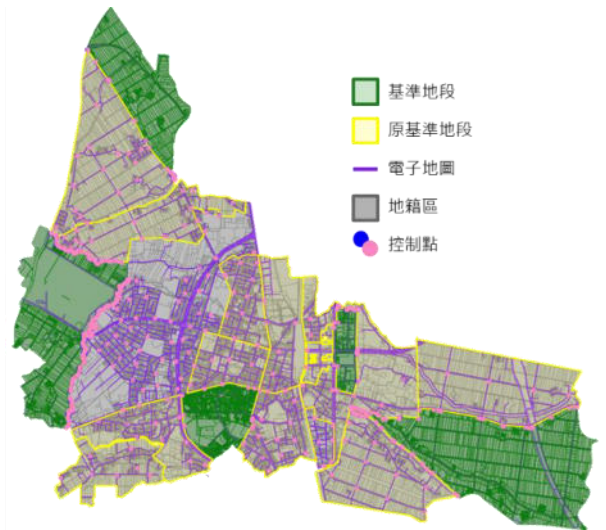 基準地段
原基準地段
電子地圖
地籍區
控制點